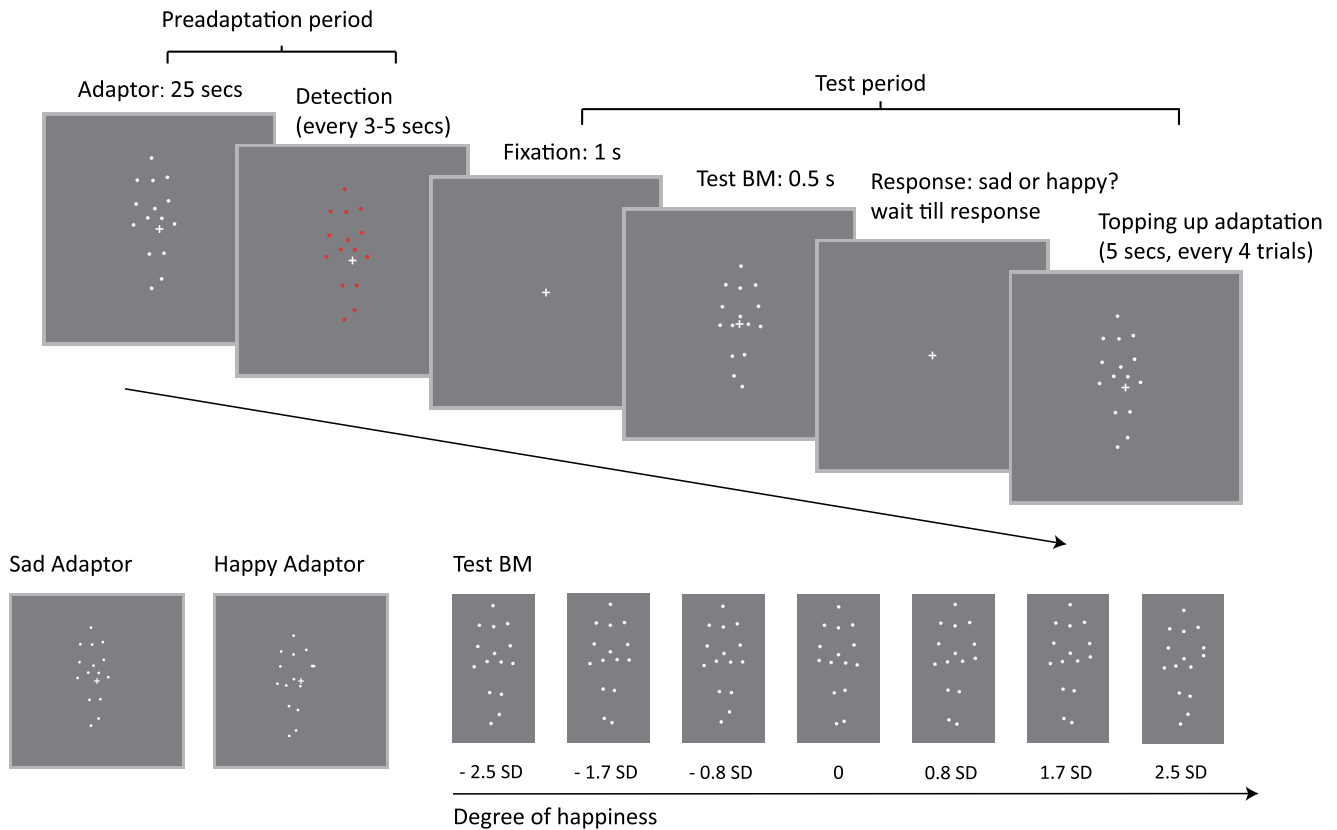 Preadaptation period
Adaptor: 25 secs
Detection
(every 3-5 secs)
Test period
Fixation: 1 s
Test BM: 0.5 s
Response: sad or happy?
wait till response
Topping up adaptation
(5 secs, every 4 trials)
Sad Adaptor
Happy Adaptor
Test BM
- 2.5 SD
- 1.7 SD
- 0.8 SD
0
0.8 SD
1.7 SD
2.5 SD
Degree of happiness